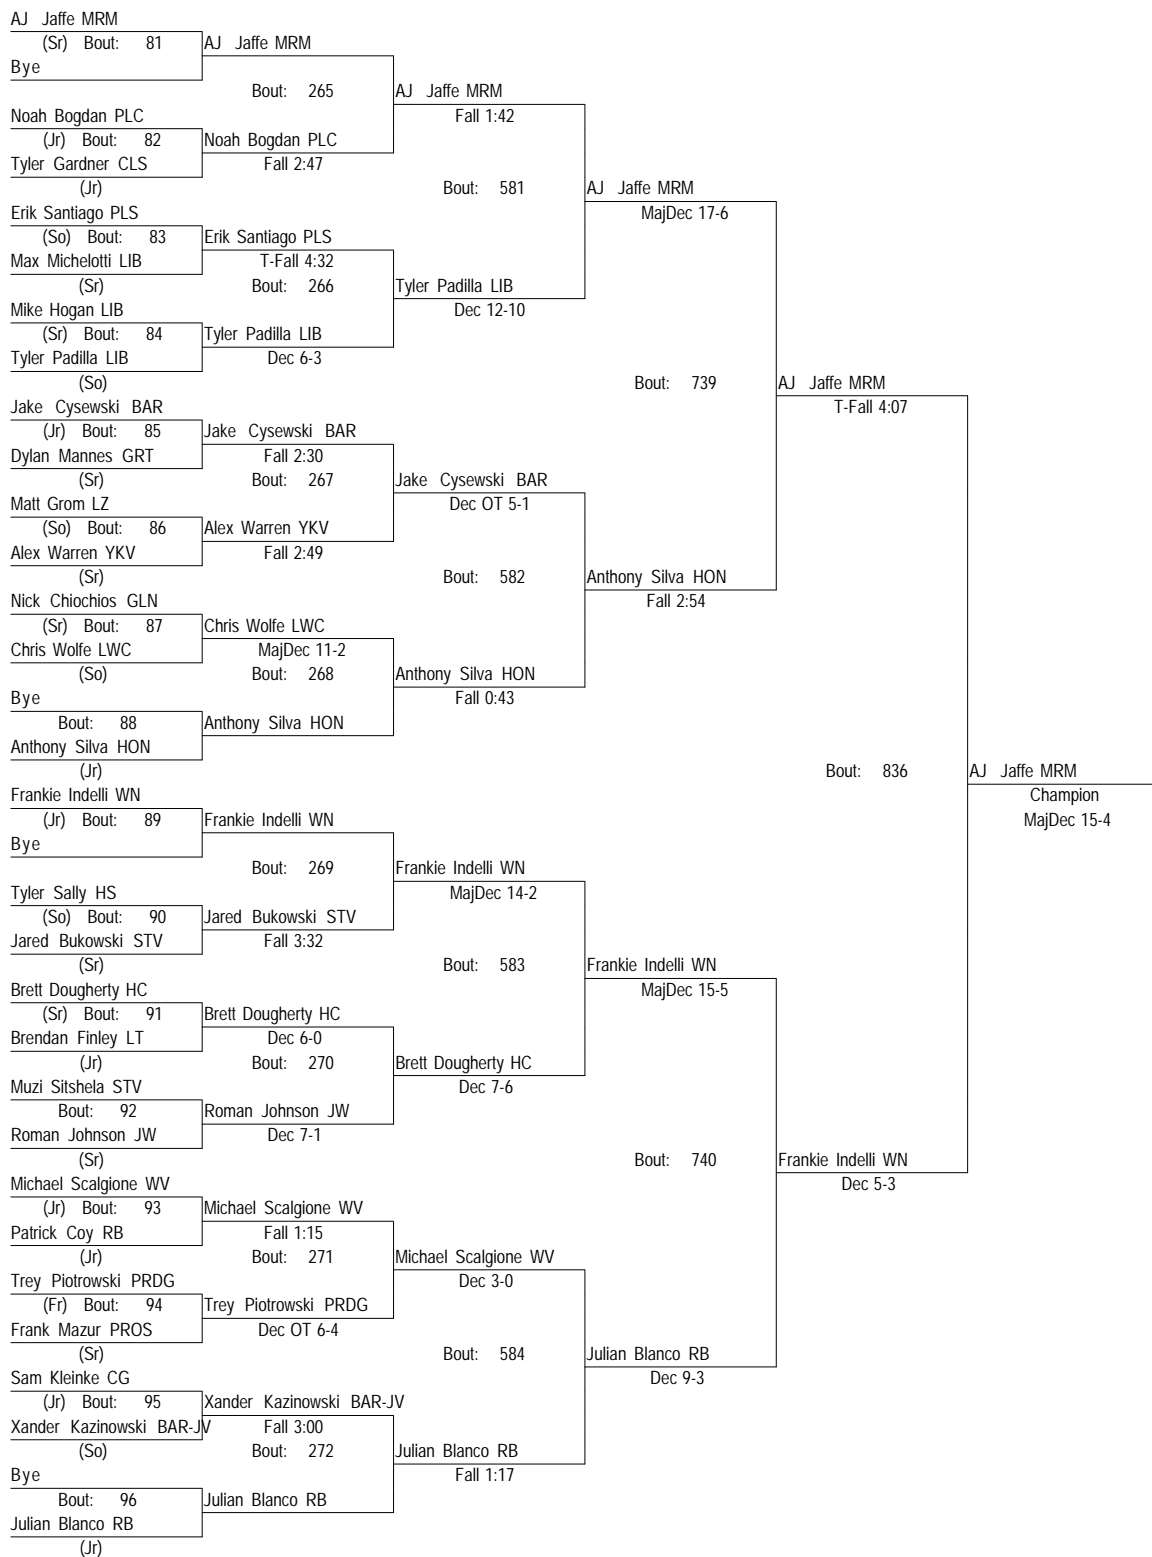 AJ Jaffe MRM
(Sr) Bout: 81 AJ Jaffe MRM
Bye
Bout: 265 AJ Jaffe MRM
Fall 1:42
Noah Bogdan PLC
(Jr) Bout: 82 Noah Bogdan PLC
Tyler Gardner CLS Fall 2:47
(Jr) Bout: 581 AJ Jaffe MRM
Erik Santiago PLS MajDec 17-6
(So) Bout: 83 Erik Santiago PLS
Max Michelotti LIB T-Fall 4:32
(Sr) Bout: 266 Tyler Padilla LIB
Mike Hogan LIB Dec 12-10
(Sr) Bout: 84 Tyler Padilla LIB
Tyler Padilla LIB Dec 6-3
(So) Bout: 739 AJ Jaffe MRM
Jake Cysewski BAR T-Fall 4:07
(Jr) Bout: 85 Jake Cysewski BAR
Dylan Mannes GRT Fall 2:30
(Sr) Bout: 267 Jake Cysewski BAR
Matt Grom LZ Dec OT 5-1
(So) Bout: 86 Alex Warren YKV
Alex Warren YKV Fall 2:49
(Sr) Bout: 582 Anthony Silva HON
Nick Chiochios GLN Fall 2:54
(Sr) Bout: 87 Chris Wolfe LWC
Chris Wolfe LWC MajDec 11-2
(So) Bout: 268 Anthony Silva HON
Bye Fall 0:43
Bout: 88 Anthony Silva HON
Anthony Silva HON
(Jr) Bout: 836 AJ Jaffe MRM
Frankie Indelli WN Champion
(Jr) Bout: 89 Frankie Indelli WN MajDec 15-4
Bye
Bout: 269 Frankie Indelli WN
Tyler Sally HS MajDec 14-2
(So) Bout: 90 Jared Bukowski STV
Jared Bukowski STV Fall 3:32
(Sr) Bout: 583 Frankie Indelli WN
Brett Dougherty HC MajDec 15-5
(Sr) Bout: 91 Brett Dougherty HC
Brendan Finley LT Dec 6-0
(Jr) Bout: 270 Brett Dougherty HC
Muzi Sitshela STV Dec 7-6
Bout: 92 Roman Johnson JW
Roman Johnson JW Dec 7-1
(Sr) Bout: 740 Frankie Indelli WN
Michael Scalgione WV Dec 5-3
(Jr) Bout: 93 Michael Scalgione WV
Patrick Coy RB Fall 1:15
(Jr) Bout: 271 Michael Scalgione WV
Trey Piotrowski PRDG Dec 3-0
(Fr) Bout: 94 Trey Piotrowski PRDG
Frank Mazur PROS Dec OT 6-4
(Sr) Bout: 584 Julian Blanco RB
Sam Kleinke CG Dec 9-3
(Jr) Bout: 95 Xander Kazinowski BAR-JV
Xander Kazinowski BAR-JV Fall 3:00
(So) Bout: 272 Julian Blanco RB
Bye Fall 1:17
Bout: 96 Julian Blanco RB
Julian Blanco RB
(Jr)